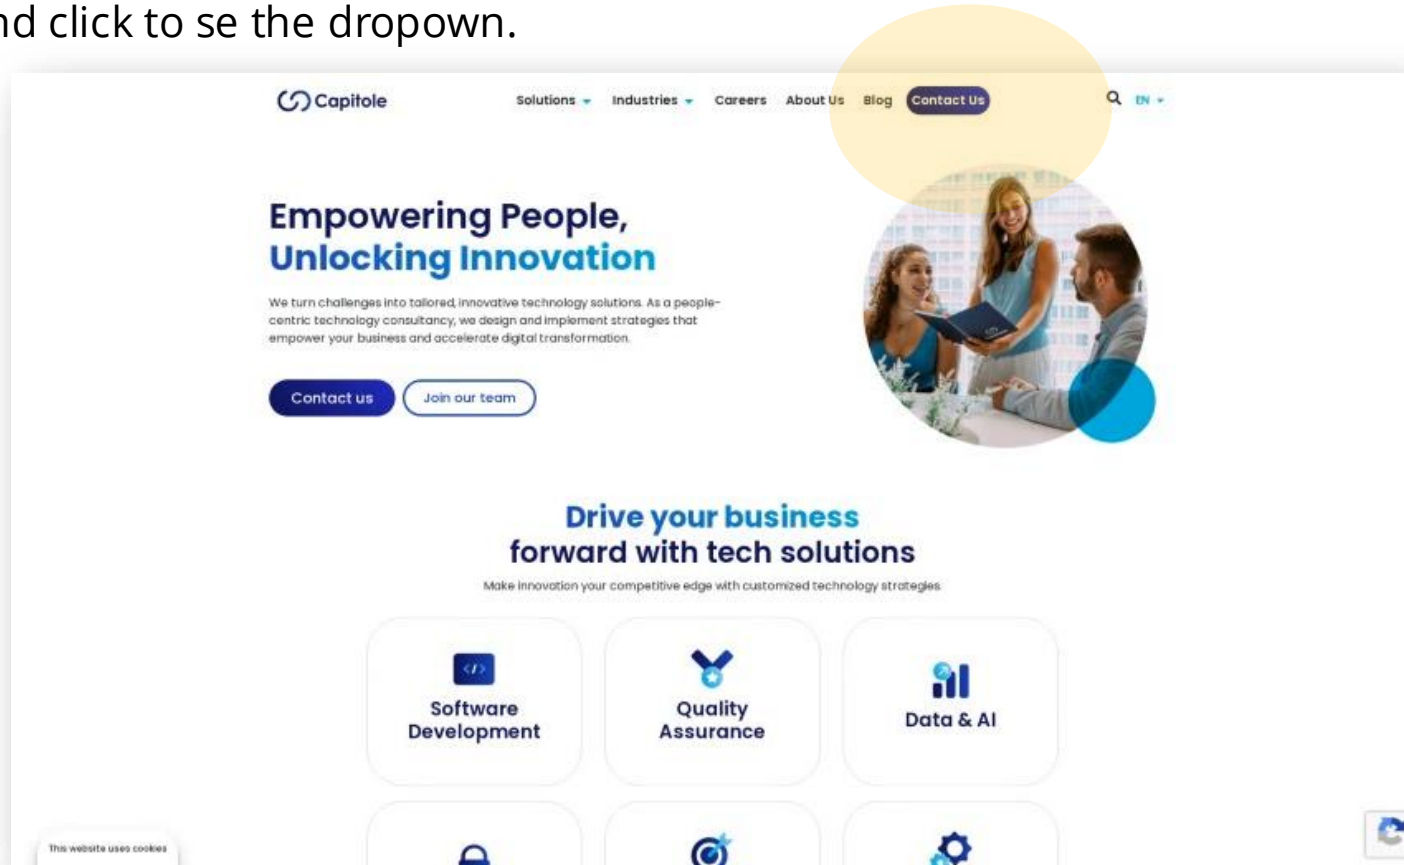 nd click to se the dropown.
Capitole
Solutions Industries Careers About Us Blog Contact Us EN
Empowering People,
Unlocking Innovation
We turn challenges into tailored, innovative technology solutions. As a people-
centric technology consultancy, we design and implement strategies that
empower your business and accelerate digital transformation.
Contact us Join our team
Drive your business
forward with tech solutions
Make innovation your competitive edge with customized technology strategies
</>
Software
Development
Quality
Assurance
Data & AI
This website uses cookies